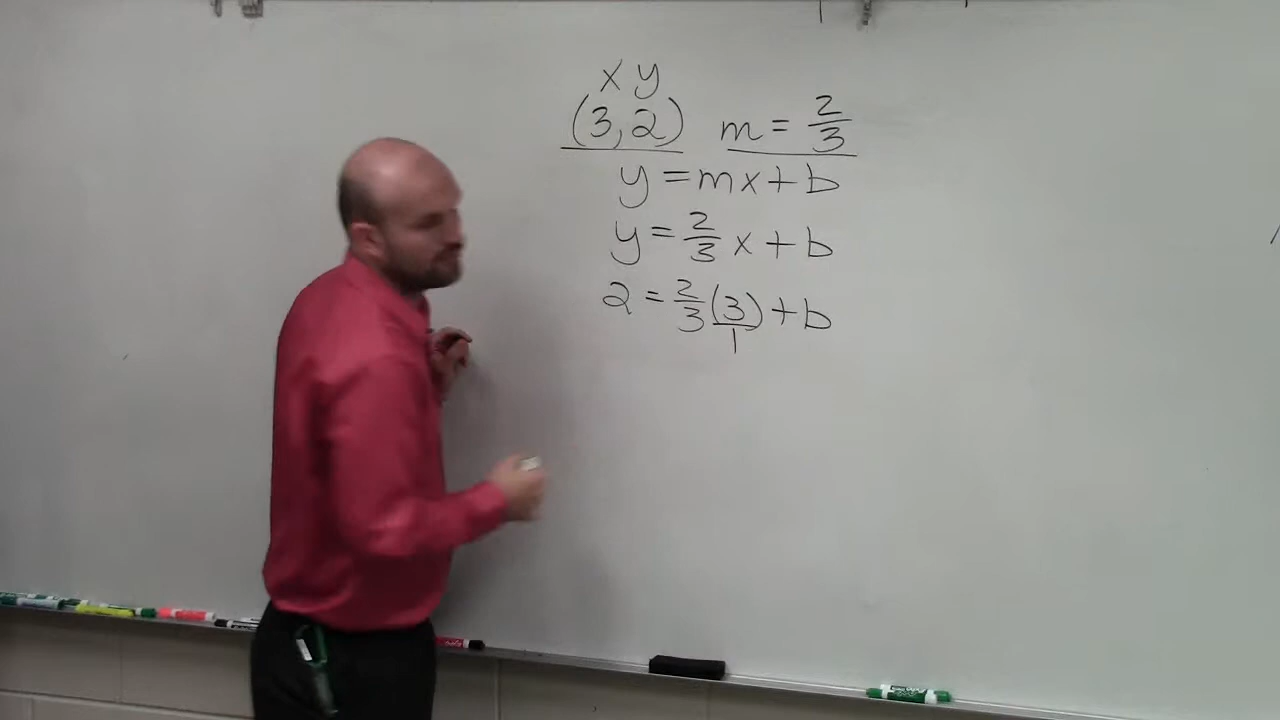 x y
(3, 2) m = 2/3
y = mx + b
y = 2/3 x + b
2 = 2/3 (3)/1 + b